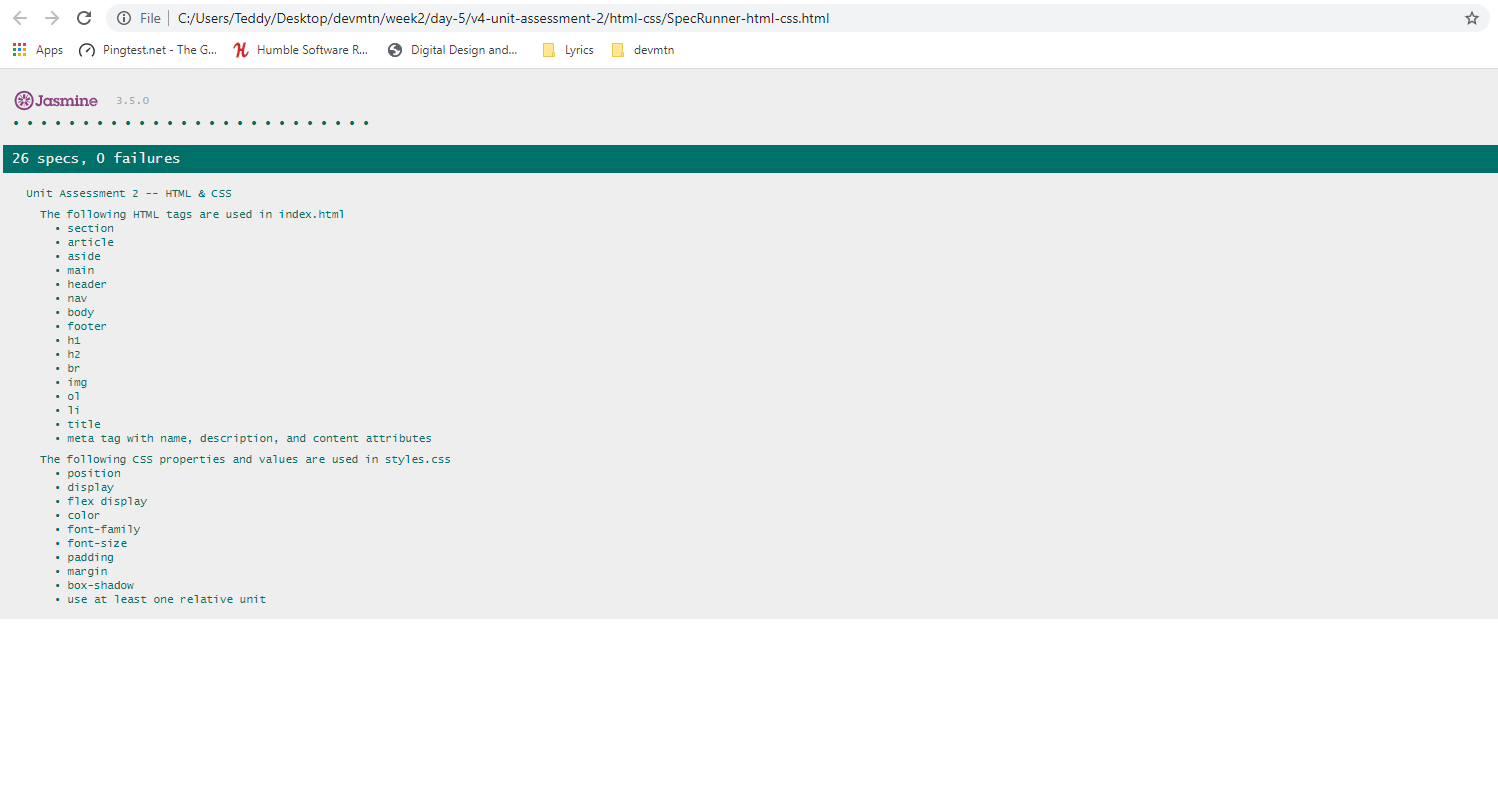 File C:/Users/Teddy/Desktop/devmtn/week2/day-5/v4-unit-assessment-2/html-css/SpecRunner-html-css.html
Apps Pingtest.net - The G... Humble Software R... Digital Design and... Lyrics devmtn
Jasmine 3.5.0
26 specs, 0 failures
Unit Assessment 2 -- HTML & CSS
The following HTML tags are used in index.html
• section
• article
• aside
• main
• header
• nav
• body
• footer
• h1
• h2
• br
• img
• ol
• li
• title
• meta tag with name, description, and content attributes
The following CSS properties and values are used in styles.css
• position
• display
• flex display
• color
• font-family
• font-size
• padding
• margin
• box-shadow
• use at least one relative unit